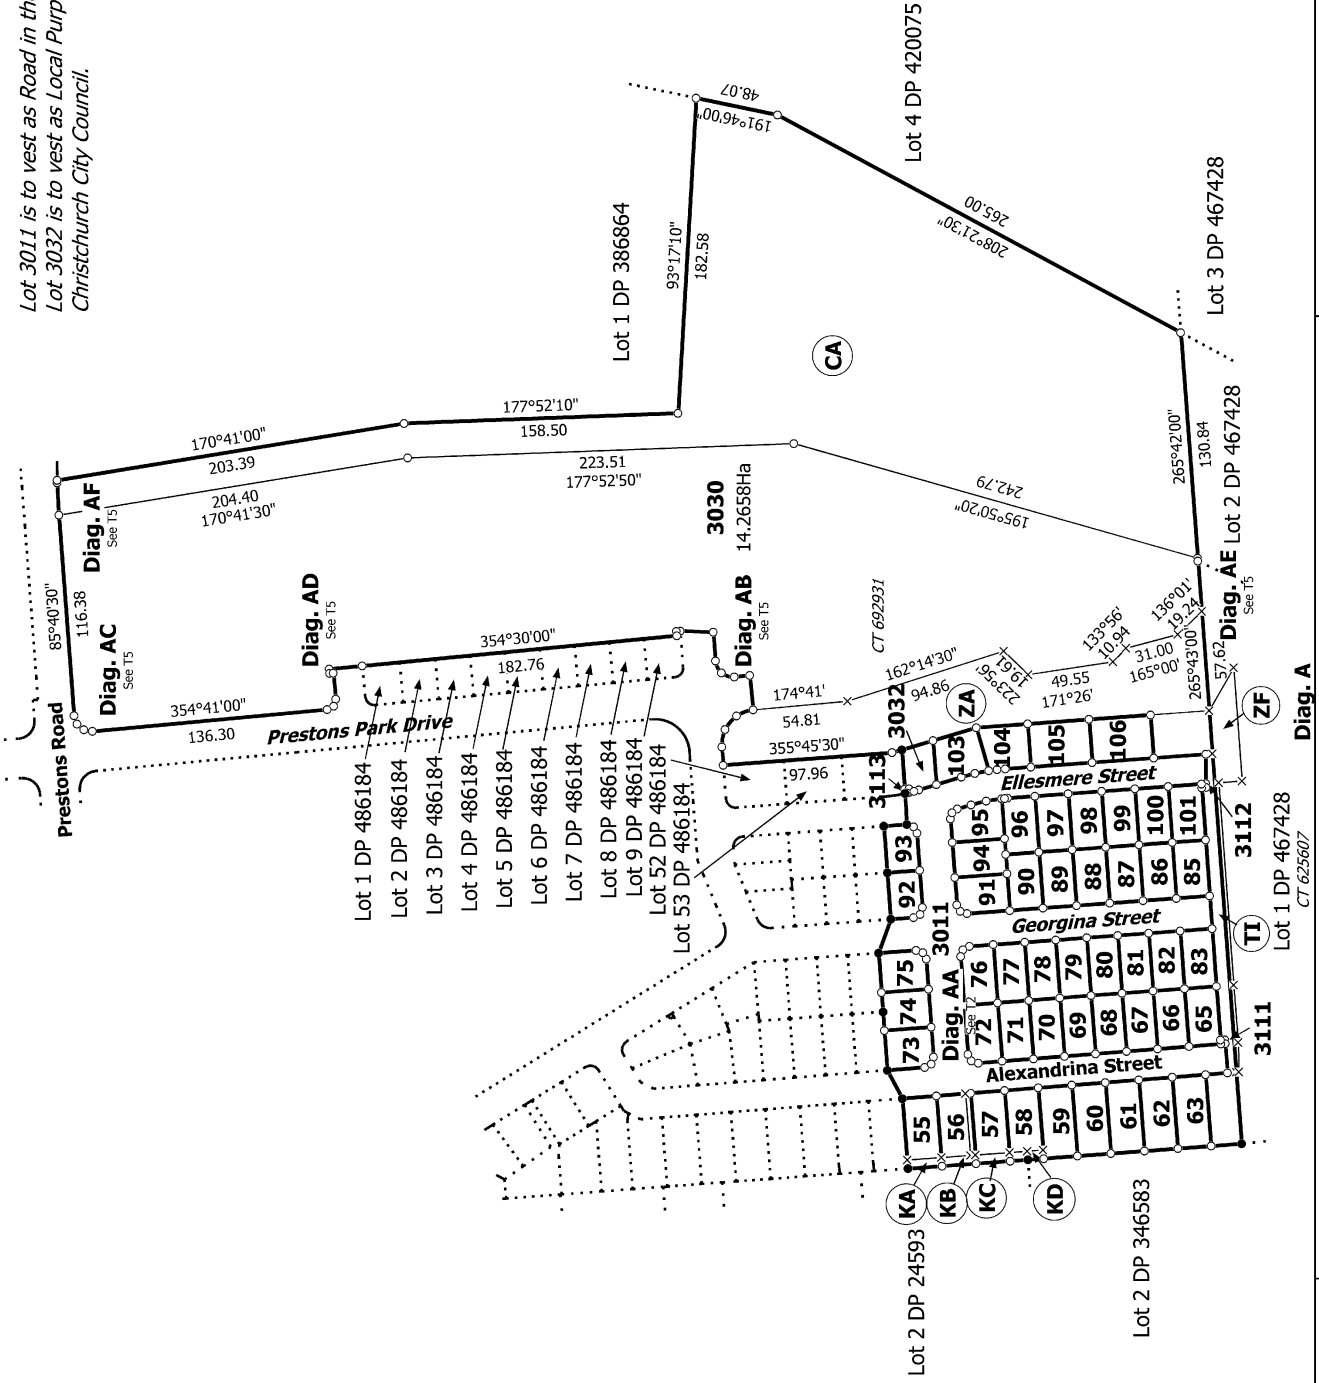 Lot 3011 is to vest as Road in th
Lot 3032 is to vest as Local Purp
Christchurch City Council.
Lot 4 DP 420075
Lot 1 DP 386864
Lot 3 DP 467428
Lot 2 DP 467428
48.07
191°46'00"
93°17'10"
182.58
265.00
208°21'30"
CA
177°52'10"
158.50
170°41'00"
203.39
204.40
170°41'30"
223.51
177°52'50"
242.79
195°50'20"
265°42'00"
130.84
3030
14.2658Ha
Diag. AF
See T5
85°40'30"
116.38
Diag. AC
See T5
Diag. AD
See T5
Diag. AB
See T5
Diag. AE
See T5
CT 692931
354°30'00"
182.76
354°41'00"
136.30
Prestons Road
Prestons Park Drive
174°41'
54.81
162°14'30"
94.86
223°56'
19.61
49.55
171°26'
133°56'
10.94
31.00
165°00'
136°01'
19.24
265°43'00"
57.62
355°45'30"
97.96
Lot 1 DP 486184
Lot 2 DP 486184
Lot 3 DP 486184
Lot 4 DP 486184
Lot 5 DP 486184
Lot 6 DP 486184
Lot 7 DP 486184
Lot 8 DP 486184
Lot 9 DP 486184
Lot 52 DP 486184
Lot 53 DP 486184
3032
ZA
ZF
Diag. A
3113
103
104
105
106
Ellesmere Street
93
92
95
94
91
96
97
98
99
100
101
90
89
88
87
86
85
3112
Lot 1 DP 467428
CT 622607
3011
Georgina Street
TI
75
74
73
Diag. AA
See T2
76
77
78
79
80
81
82
83
72
71
70
69
68
67
66
65
3111
Alexandrina Street
55
56
57
58
59
60
61
62
63
KA
KB
KC
KD
Lot 2 DP 24593
Lot 2 DP 346583